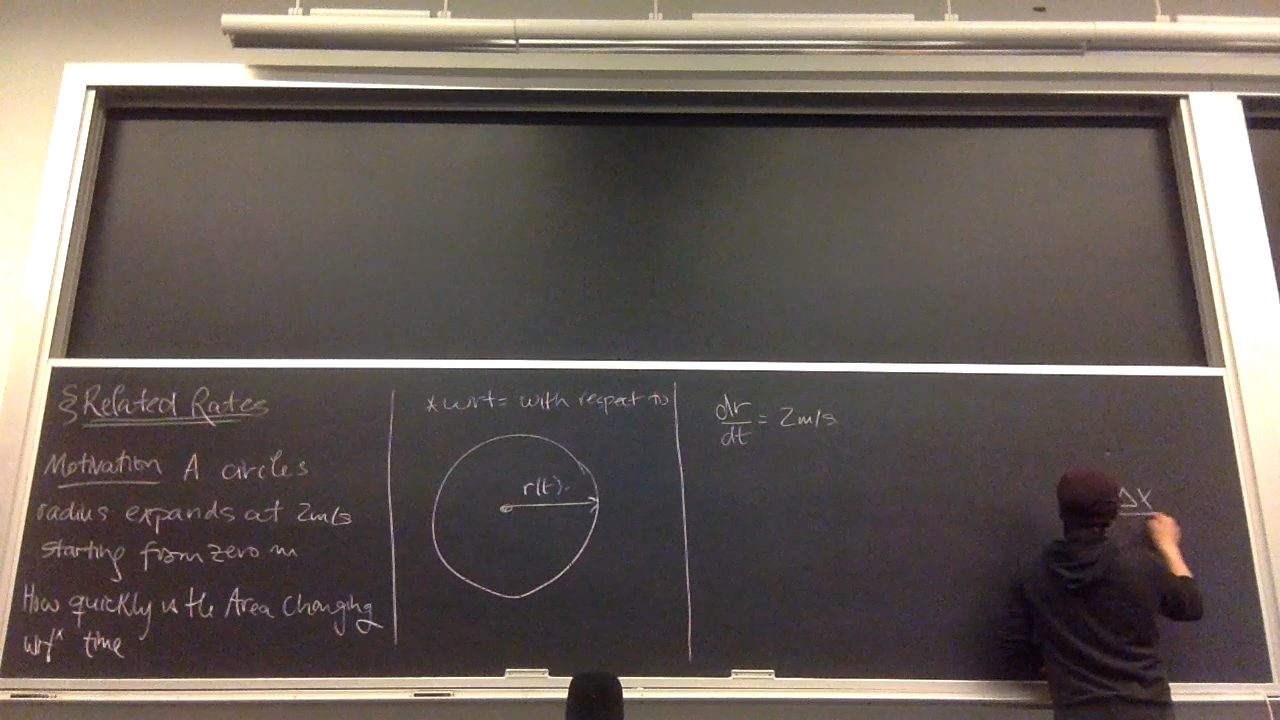 § Related Rates
Motivation A circles
radius expands at 2m/s
starting from zero m
How quickly is the Area Changing
wrt* time
*wrt = with respect to
r(t)
dr/dt = 2m/s
ΔX